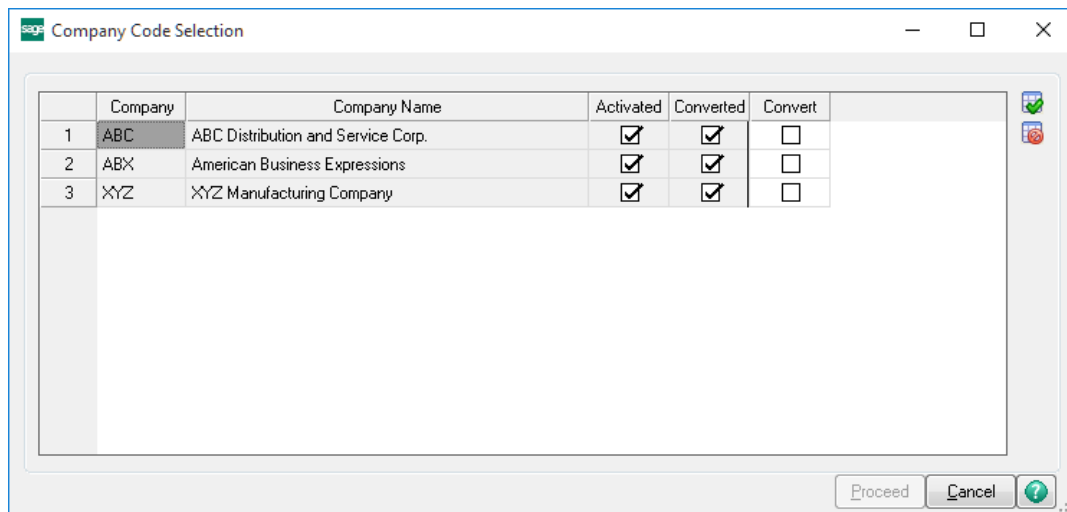 sage Company Code Selection
Company Company Name Activated Converted Convert
1 ABC ABC Distribution and Service Corp.
2 ABX American Business Expressions
3 XYZ XYZ Manufacturing Company
Proceed Cancel ?